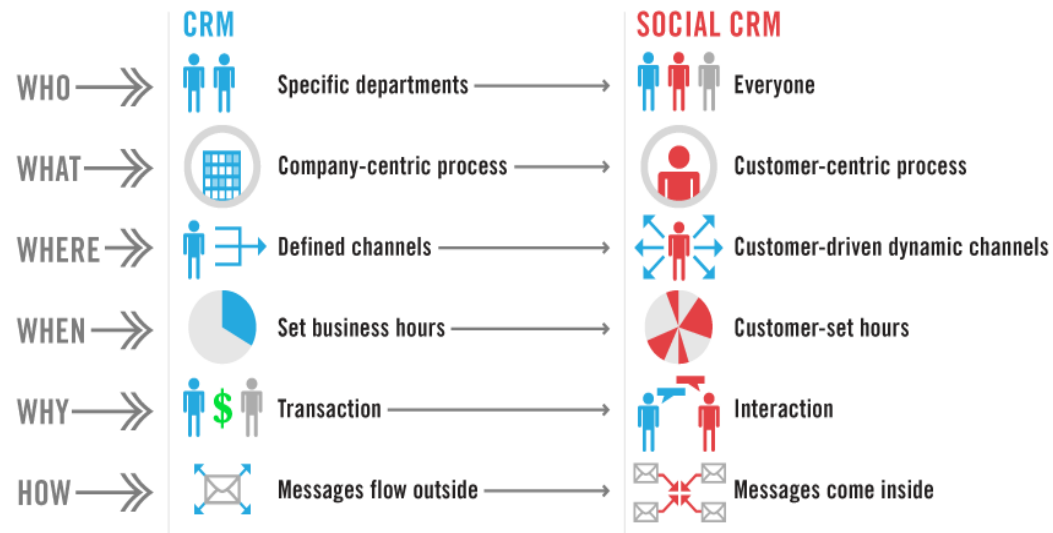 CRM SOCIAL CRM
WHO Specific departments Everyone
WHAT Company-centric process Customer-centric process
WHERE Defined channels Customer-driven dynamic channels
WHEN Set business hours Customer-set hours
WHY $ Transaction Interaction
HOW Messages flow outside Messages come inside